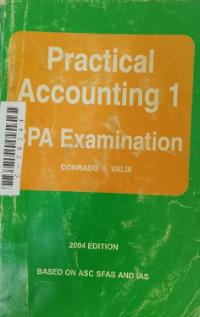 Practical
Accounting 1
PA Examination
CONRADO T. VALIX
2004 EDITION
BASED ON ASC SFAS AND IAS